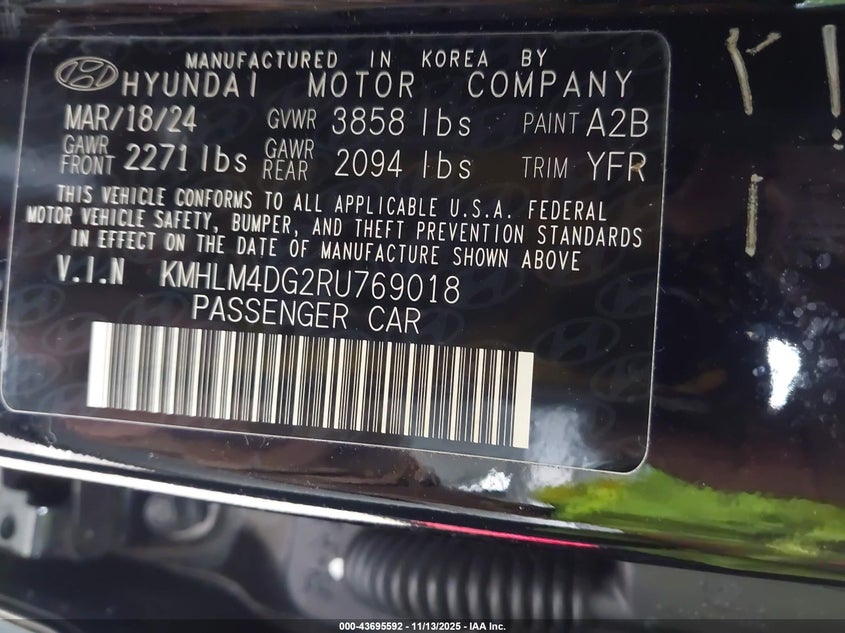 MANUFACTURED IN KOREA BY
HYUNDAI MOTOR COMPANY
MAR/18/24 GVWR 3858 lbs PAINT A2B
GAWR FRONT 2271 lbs GAWR REAR 2094 lbs TRIM YFR
THIS VEHICLE CONFORMS TO ALL APPLICABLE U.S.A. FEDERAL
MOTOR VEHICLE SAFETY, BUMPER, AND THEFT PREVENTION STANDARDS
IN EFFECT ON THE DATE OF MANUFACTURE SHOWN ABOVE
V.I.N KMHLM4DG2RU769018
PASSENGER CAR
000-43695592 - 11/13/2025 - IAA Inc.